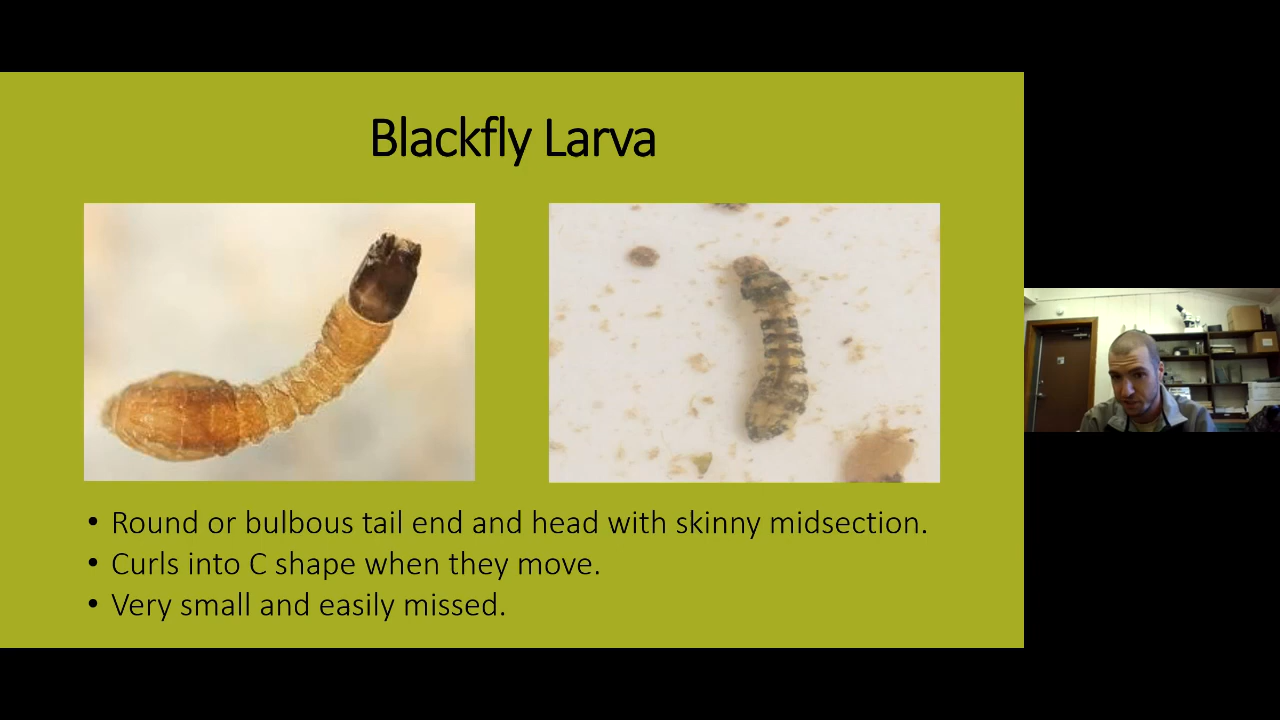 Blackfly Larva
• Round or bulbous tail end and head with skinny midsection.
• Curls into C shape when they move.
• Very small and easily missed.